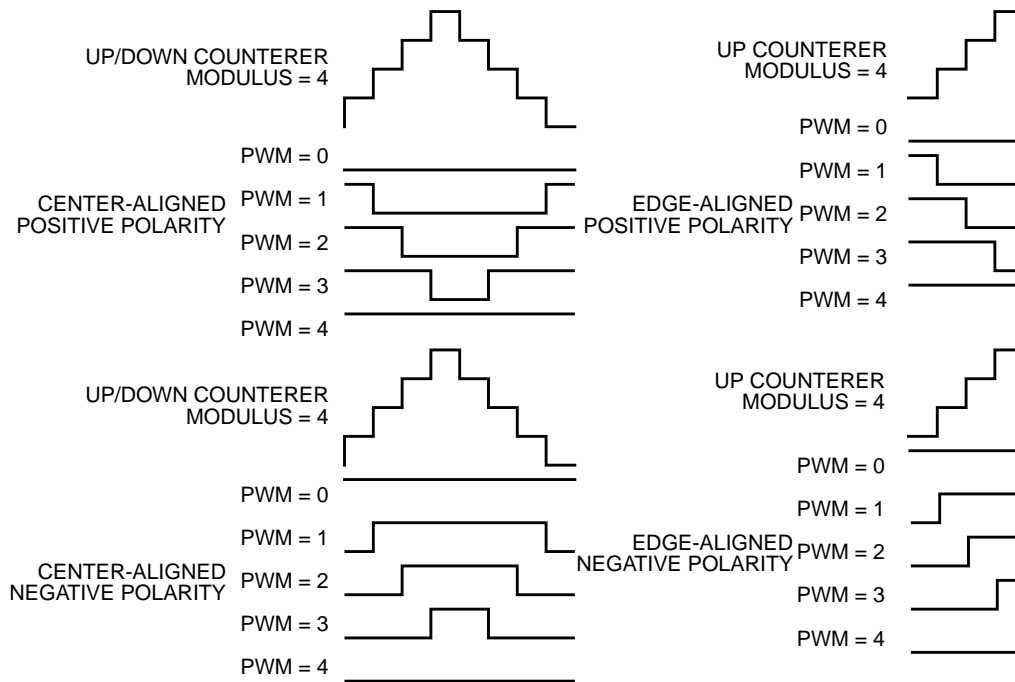 UP/DOWN COUNTERER
MODULUS = 4
PWM = 0
CENTER-ALIGNED
POSITIVE POLARITY
PWM = 1
PWM = 2
PWM = 3
PWM = 4
UP COUNTERER
MODULUS = 4
PWM = 0
PWM = 1
EDGE-ALIGNED
POSITIVE POLARITY
PWM = 2
PWM = 3
PWM = 4
UP/DOWN COUNTERER
MODULUS = 4
PWM = 0
PWM = 1
CENTER-ALIGNED
NEGATIVE POLARITY
PWM = 2
PWM = 3
PWM = 4
UP COUNTERER
MODULUS = 4
PWM = 0
PWM = 1
EDGE-ALIGNED
NEGATIVE POLARITY
PWM = 2
PWM = 3
PWM = 4